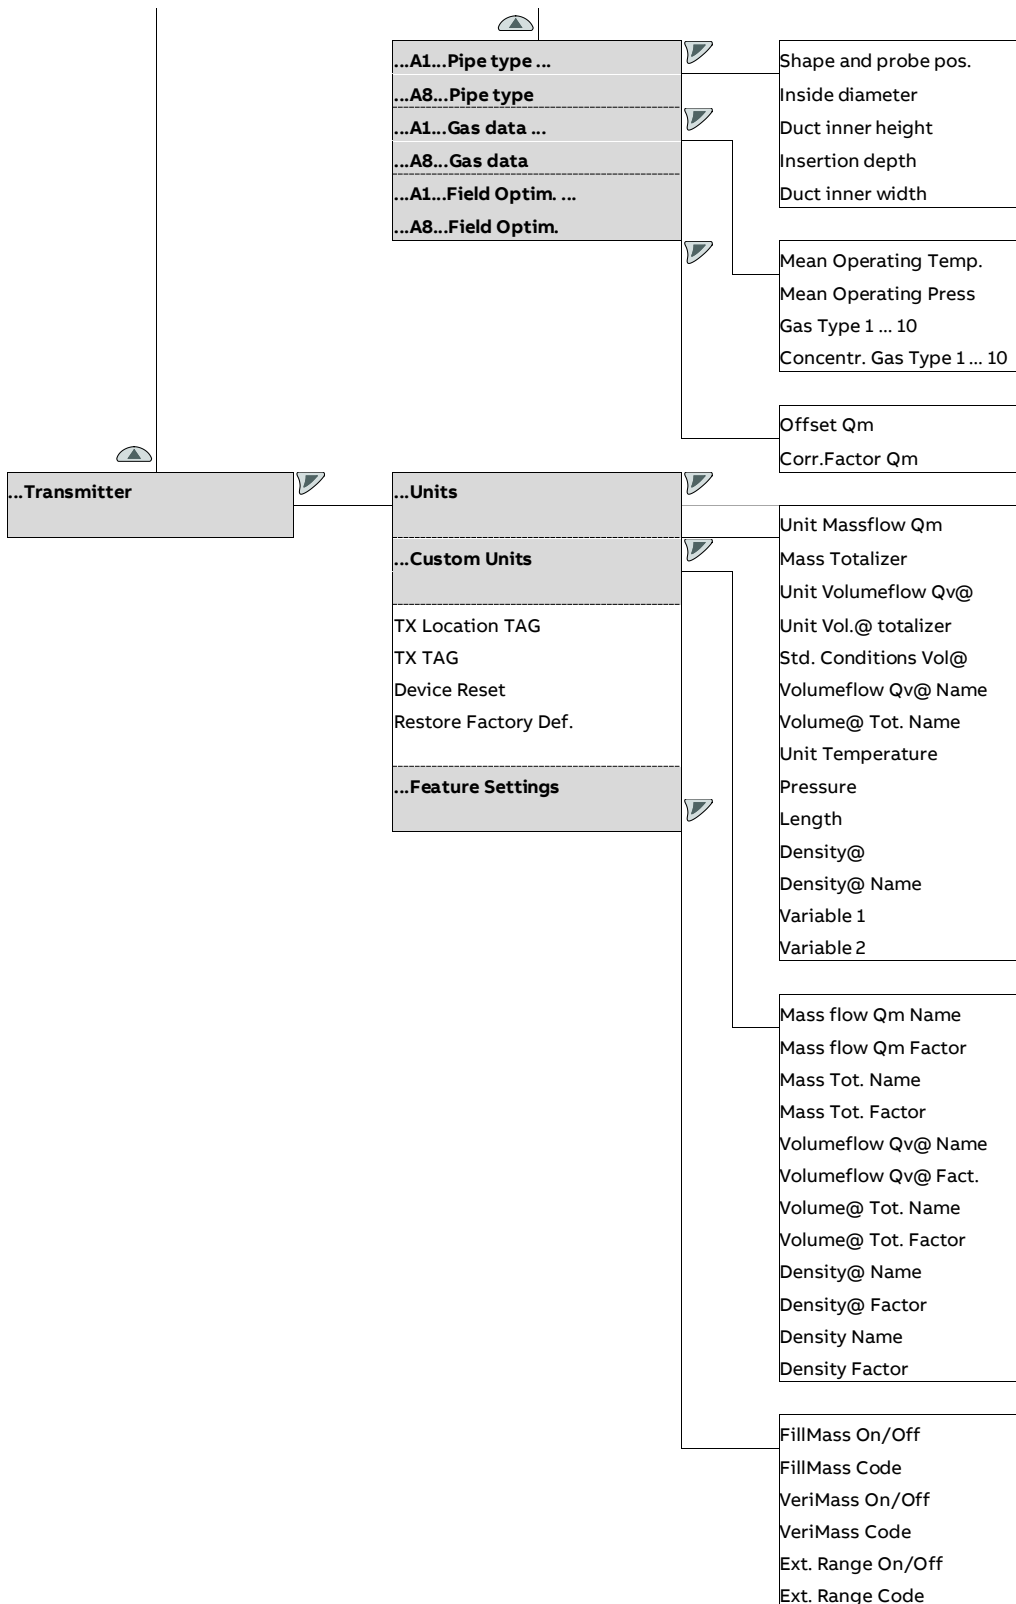 ...A1...Pipe type ...
...A8...Pipe type
...A1...Gas data ...
...A8...Gas data
...A1...Field Optim. ...
...A8...Field Optim.
Shape and probe pos.
Inside diameter
Duct inner height
Insertion depth
Duct inner width
Mean Operating Temp.
Mean Operating Press
Gas Type 1 ... 10
Concentr. Gas Type 1 ... 10
Offset Qm
Corr.Factor Qm
...Transmitter
...Units
...Custom Units
TX Location TAG
TX TAG
Device Reset
Restore Factory Def.
...Feature Settings
Unit Massflow Qm
Mass Totalizer
Unit Volumeflow Qv@
Unit Vol.@ totalizer
Std. Conditions Vol@
Volumeflow Qv@ Name
Volume@ Tot. Name
Unit Temperature
Pressure
Length
Density@
Density@ Name
Variable 1
Variable 2
Mass flow Qm Name
Mass flow Qm Factor
Mass Tot. Name
Mass Tot. Factor
Volumeflow Qv@ Name
Volumeflow Qv@ Fact.
Volume@ Tot. Name
Volume@ Tot. Factor
Density@ Name
Density@ Factor
Density Name
Density Factor
FillMass On/Off
FillMass Code
VeriMass On/Off
VeriMass Code
Ext. Range On/Off
Ext. Range Code